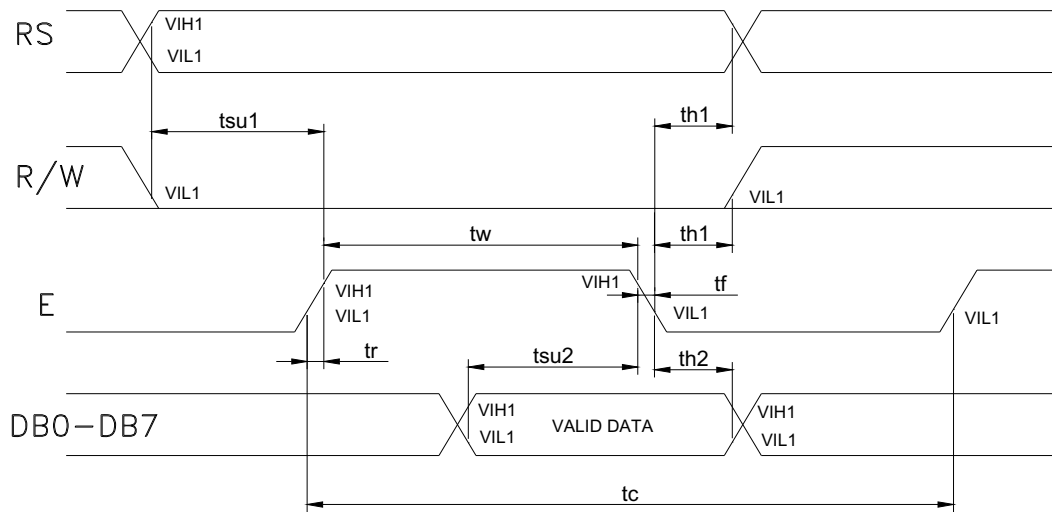 RS
VIH1
VIL1
tsu1
th1
R/W
VIL1
VIL1
tw
th1
E
VIH1
VIL1
VIH1
tf
VIL1
VIL1
tr
tsu2
th2
DB0-DB7
VIH1
VIL1
VALID DATA
VIH1
VIL1
tc